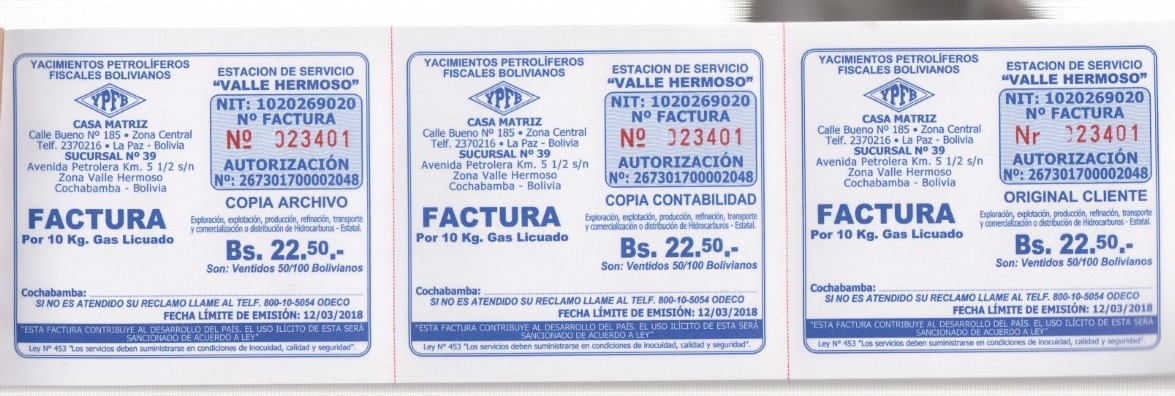 YACIMIENTOS PETROLÍFEROS
FISCALES BOLIVIANOS
YPFB
CASA MATRIZ
Calle Bueno Nº 185 • Zona Central
Telf. 2370216 • La Paz - Bolivia
SUCURSAL Nº 39
Avenida Petrolera Km. 5 1/2 s/n
Zona Valle Hermoso
Cochabamba - Bolivia
ESTACION DE SERVICIO
"VALLE HERMOSO"
NIT: 1020269020
Nº FACTURA
Nº 023401
AUTORIZACIÓN
Nº: 267301700002048
COPIA ARCHIVO
FACTURA
Por 10 Kg. Gas Licuado
Exploración, explotación, producción, refinación, transporte
y comercialización o distribución de Hidrocarburos - Estatal.
Bs. 22.50.-
Son: Ventidos 50/100 Bolivianos
Cochabamba:
SI NO ES ATENDIDO SU RECLAMO LLAME AL TELF. 800-10-5054 ODECO
FECHA LÍMITE DE EMISIÓN: 12/03/2018
"ESTA FACTURA CONTRIBUYE AL DESARROLLO DEL PAÍS. EL USO ILÍCITO DE ESTA SERÁ
SANCIONADO DE ACUERDO A LEY"
Ley Nº 453 "Los servicios deben suministrarse en condiciones de inocuidad, calidad y seguridad".
YACIMIENTOS PETROLÍFEROS
FISCALES BOLIVIANOS
YPFB
CASA MATRIZ
Calle Bueno Nº 185 • Zona Central
Telf. 2370216 • La Paz - Bolivia
SUCURSAL Nº 39
Avenida Petrolera Km. 5 1/2 s/n
Zona Valle Hermoso
Cochabamba - Bolivia
ESTACION DE SERVICIO
"VALLE HERMOSO"
NIT: 1020269020
Nº FACTURA
Nº 023401
AUTORIZACIÓN
Nº: 267301700002048
COPIA CONTABILIDAD
FACTURA
Por 10 Kg. Gas Licuado
Exploración, explotación, producción, refinación, transporte
y comercialización o distribución de Hidrocarburos - Estatal.
Bs. 22.50.-
Son: Ventidos 50/100 Bolivianos
Cochabamba:
SI NO ES ATENDIDO SU RECLAMO LLAME AL TELF. 800-10-5054 ODECO
FECHA LÍMITE DE EMISIÓN: 12/03/2018
"ESTA FACTURA CONTRIBUYE AL DESARROLLO DEL PAÍS. EL USO ILÍCITO DE ESTA SERÁ
SANCIONADO DE ACUERDO A LEY"
Ley Nº 453 "Los servicios deben suministrarse en condiciones de inocuidad, calidad y seguridad".
YACIMIENTOS PETROLÍFEROS
FISCALES BOLIVIANOS
YPFB
CASA MATRIZ
Calle Bueno Nº 185 • Zona Central
Telf. 2370216 • La Paz - Bolivia
SUCURSAL Nº 39
Avenida Petrolera Km. 5 1/2 s/n
Zona Valle Hermoso
Cochabamba - Bolivia
ESTACION DE SERVICIO
"VALLE HERMOSO"
NIT: 1020269020
Nº FACTURA
Nr 023401
AUTORIZACIÓN
Nº: 267301700002048
ORIGINAL CLIENTE
FACTURA
Por 10 Kg. Gas Licuado
Exploración, explotación, producción, refinación, transporte
y comercialización o distribución de Hidrocarburos - Estatal.
Bs. 22.50.-
Son: Ventidos 50/100 Bolivianos
Cochabamba:
SI NO ES ATENDIDO SU RECLAMO LLAME AL TELF. 800-10-5054 ODECO
FECHA LÍMITE DE EMISIÓN: 12/03/2018
"ESTA FACTURA CONTRIBUYE AL DESARROLLO DEL PAÍS. EL USO ILÍCITO DE ESTA SERÁ
SANCIONADO DE ACUERDO A LEY"
Ley Nº 453 "Los servicios deben suministrarse en condiciones de inocuidad, calidad y seguridad".